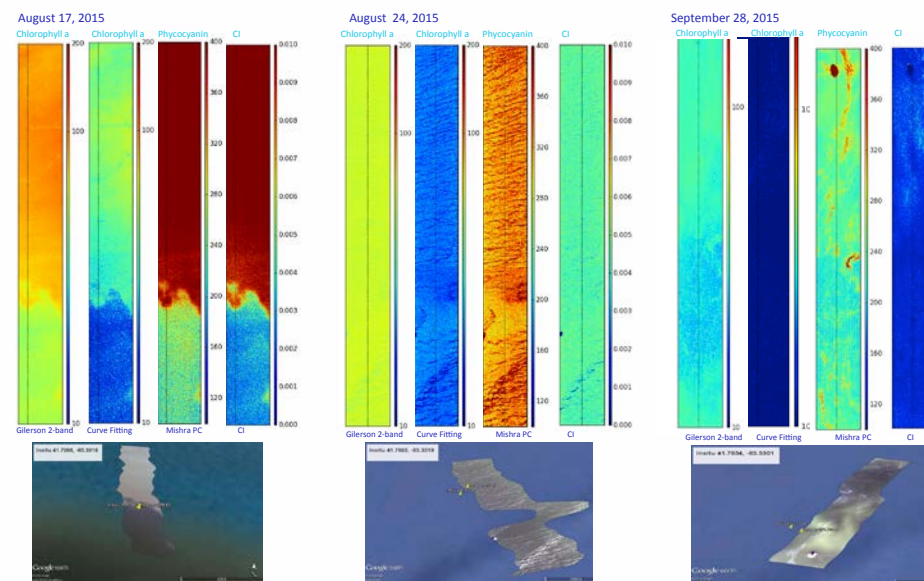 August 17, 2015
Chlorophyll a Chlorophyll a Phycocyanin CI
200 200 400 0.010
360 0.009
0.008
100 100 320 0.007
280 0.006
0.005
240 0.004
200 0.003
160 0.002
120 0.001
10 10 0.000
Gilerson 2-band Curve Fitting Mishra PC CI
Google earth
August 24, 2015
Chlorophyll a Chlorophyll a Phycocyanin CI
200 200 400 0.010
360 0.009
0.008
100 100 320 0.007
280 0.006
0.005
240 0.004
200 0.003
160 0.002
120 0.001
10 10 0.000
Gilerson 2-band Curve Fitting Mishra PC CI
Google earth
September 28, 2015
Chlorophyll a Chlorophyll a Phycocyanin CI
400
100 10 360
320
280
240
200
160
120
10 10
Gilerson 2-band Curve Fitting Mishra PC CI
Google earth